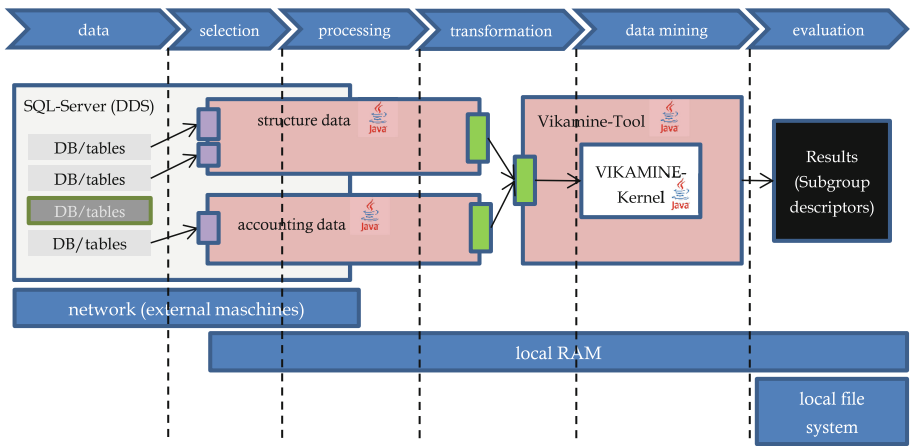 data
selection
processing
transformation
data mining
evaluation
SQL-Server (DDS)
DB/tables
DB/tables
DB/tables
DB/tables
structure data
Java
accounting data
Java
Vikamine-Tool
Java
VIKAMINE-
Kernel
Java
Results
(Subgroup
descriptors)
network (external maschines)
local RAM
local file
system